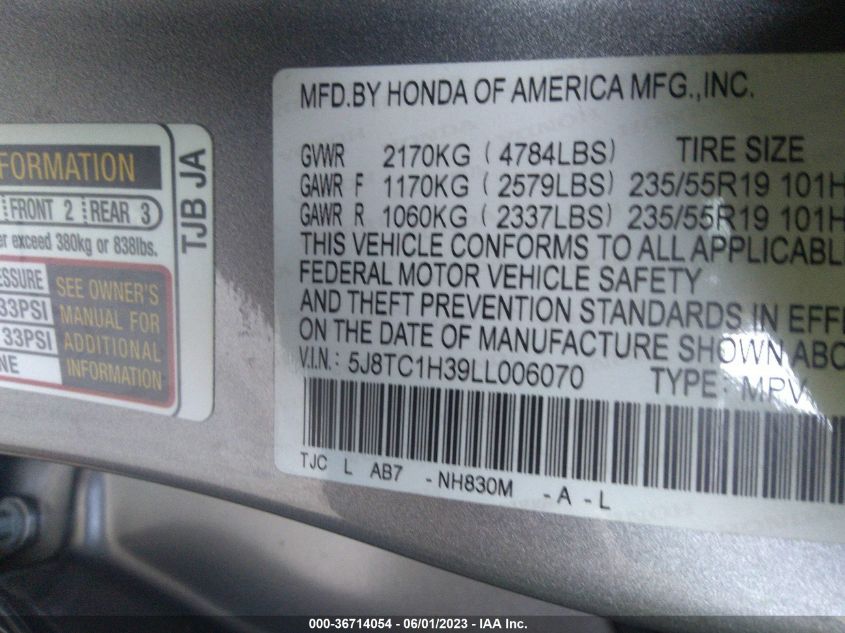 MFD.BY HONDA OF AMERICA MFG.,INC.
GVWR 2170KG ( 4784LBS) TIRE SIZE
GAWR F 1170KG ( 2579LBS) 235/55R19 101H
GAWR R 1060KG ( 2337LBS) 235/55R19 101H
THIS VEHICLE CONFORMS TO ALL APPLICABL
FEDERAL MOTOR VEHICLE SAFETY
AND THEFT PREVENTION STANDARDS IN EFFE
ON THE DATE OF MANUFACTURE SHOWN ABO
V.I.N.: 5J8TC1H39LL006070 TYPE: MPV
TJC L AB7 - NH830M - A - L
FORMATION
FRONT 2 REAR 3
er exceed 380kg or 838lbs.
ESSURE
33PSI
33PSI
NE
SEE OWNER'S
MANUAL FOR
ADDITIONAL
INFORMATION
TJB JA
000-36714054 - 06/01/2023 - IAA Inc.